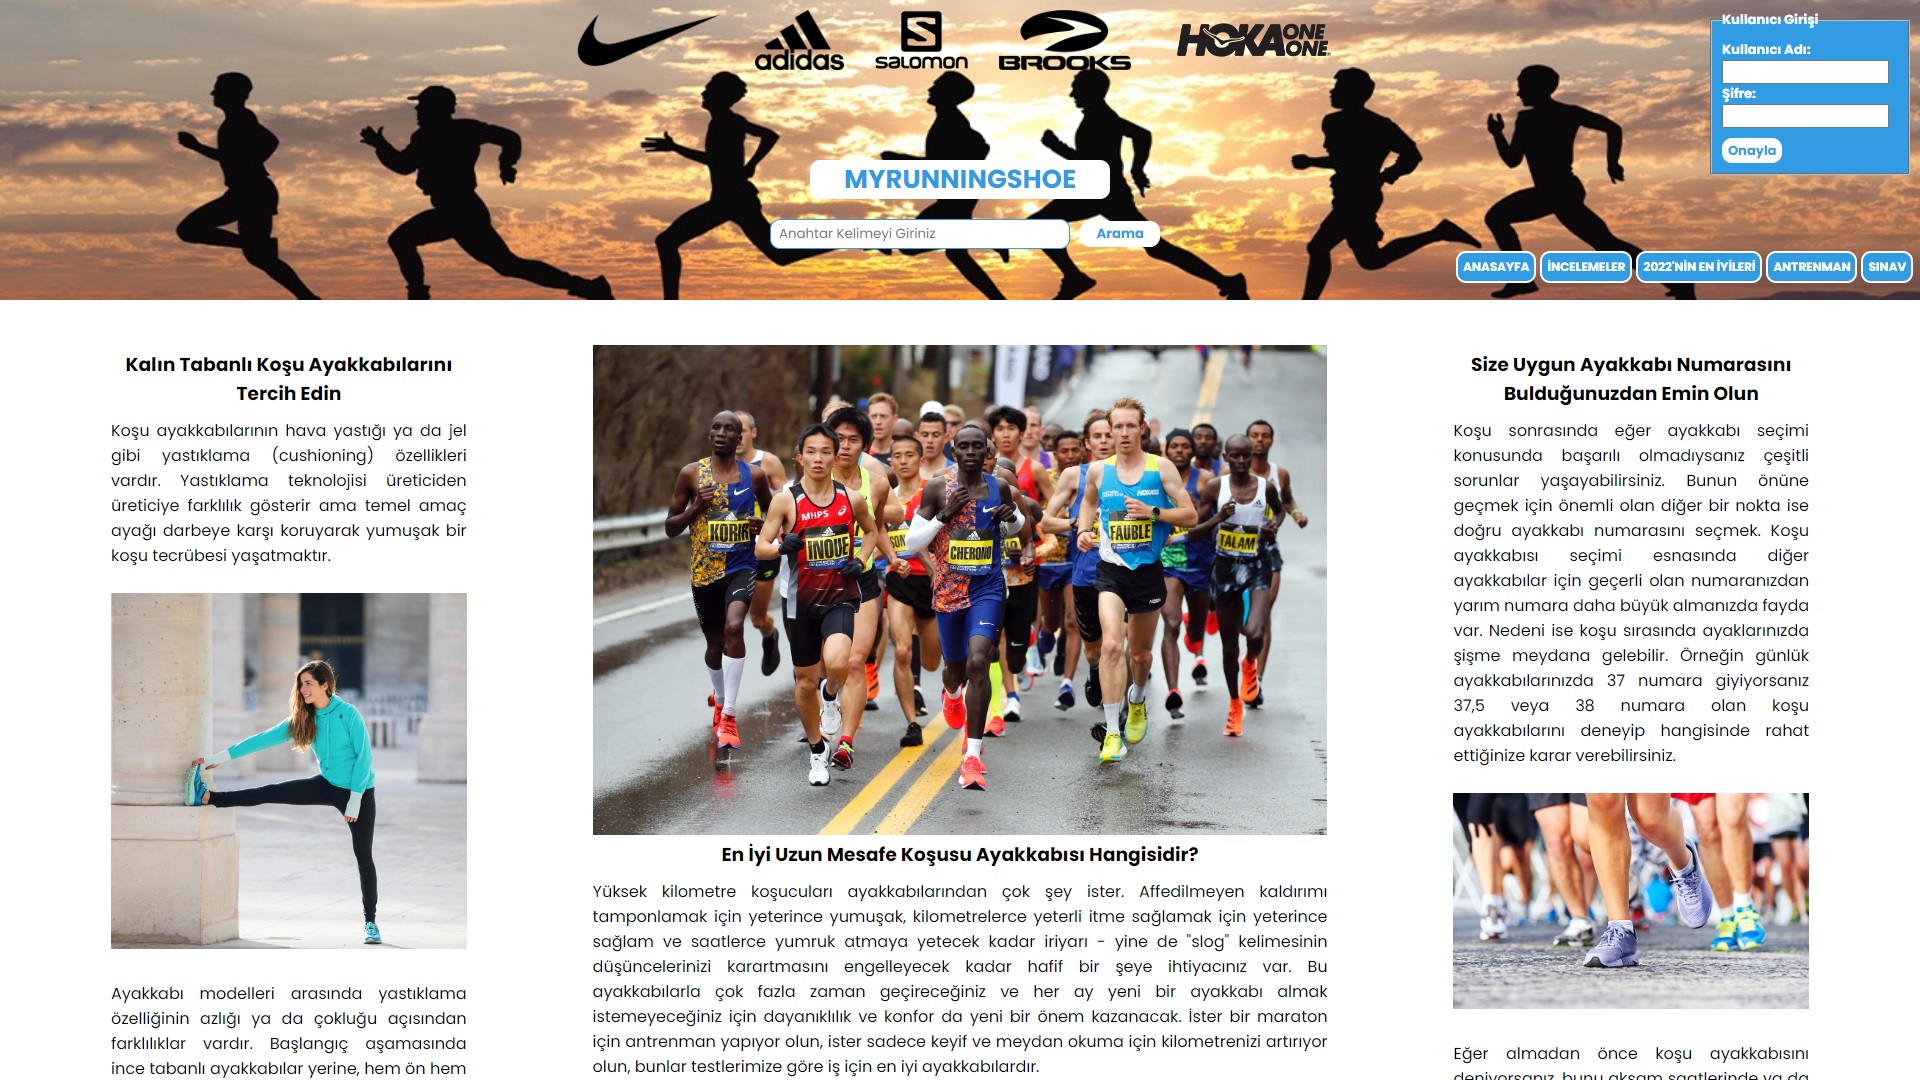 adidas
SALOMON
BROOKS
HOKA ONE ONE
Kullanıcı Girişi
Kullanıcı Adı:
Şifre:
Onayla
MYRUNNINGSHOE
Anahtar Kelimeyi Giriniz
Arama
ANASAYFA
İNCELEMELER
2022'NİN EN İYİLERİ
ANTRENMAN
SINAV
Kalın Tabanlı Koşu Ayakkabılarını
Tercih Edin
Koşu ayakkabılarının hava yastığı ya da jel
gibi yastıklama (cushioning) özellikleri
vardır. Yastıklama teknolojisi üreticiden
üreticiye farklılık gösterir ama temel amaç
ayağı darbeye karşı koruyarak yumuşak bir
koşu tecrübesi yaşatmaktır.
Ayakkabı modelleri arasında yastıklama
özelliğinin azlığı ya da çokluğu açısından
farklılıklar vardır. Başlangıç aşamasında
ince tabanlı ayakkabılar yerine, hem ön hem
KORIR
MHPS
INOUE
CHERONO
FAUBLE
TALAM
En İyi Uzun Mesafe Koşusu Ayakkabısı Hangisidir?
Yüksek kilometre koşucuları ayakkabılarından çok şey ister. Affedilmeyen kaldırımı
tamponlamak için yeterince yumuşak, kilometrelerce yeterli itme sağlamak için yeterince
sağlam ve saatlerce yumruk atmaya yetecek kadar iriyarı - yine de "slog" kelimesinin
düşüncelerinizi karartmasını engelleyecek kadar hafif bir şeye ihtiyacınız var. Bu
ayakkabılarla çok fazla zaman geçireceğiniz ve her ay yeni bir ayakkabı almak
istemeyeceğiniz için dayanıklılık ve konfor da yeni bir önem kazanacak. İster bir maraton
için antrenman yapıyor olun, ister sadece keyif ve meydan okuma için kilometrenizi artırıyor
olun, bunlar testlerimize göre iş için en iyi ayakkabılardır.
Size Uygun Ayakkabı Numarasını
Bulduğunuzdan Emin Olun
Koşu sonrasında eğer ayakkabı seçimi
konusunda başarılı olmadıysanız çeşitli
sorunlar yaşayabilirsiniz. Bunun önüne
geçmek için önemli olan diğer bir nokta ise
doğru ayakkabı numarasını seçmek. Koşu
ayakkabısı seçimi esnasında diğer
ayakkabılar için geçerli olan numaranızdan
yarım numara daha büyük almanızda fayda
var. Nedeni ise koşu sırasında ayaklarınızda
şişme meydana gelebilir. Örneğin günlük
ayakkabılarınızda 37 numara giyiyorsanız
37,5 veya 38 numara olan koşu
ayakkabılarını deneyip hangisinde rahat
ettiğinize karar verebilirsiniz.
Eğer almadan önce koşu ayakkabısını
deniyorsanız, bunu akşam saatlerinde ya da